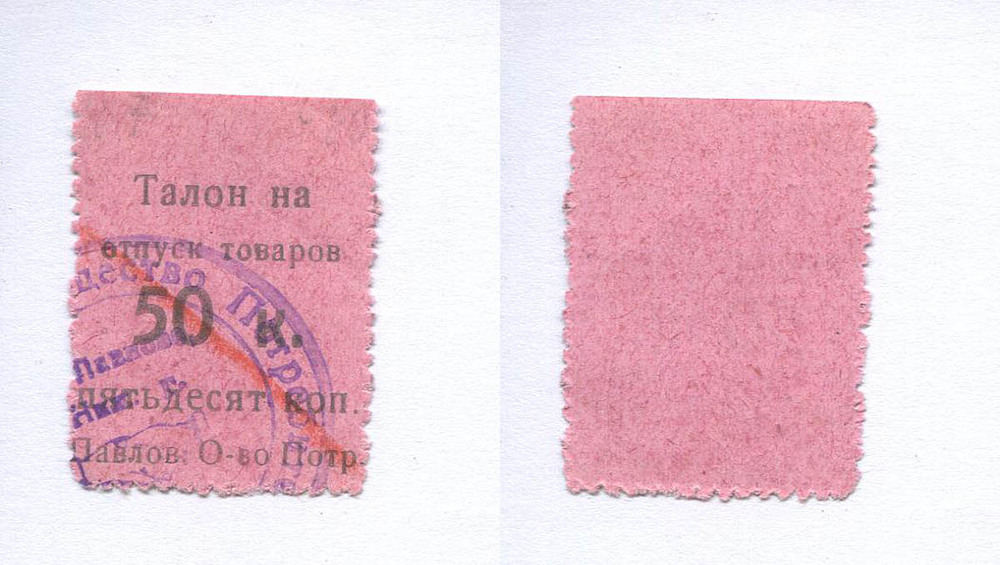 Талон на
отпуск товаров
50 к.
пятьдесят коп.
Павлов. О-во Потр.